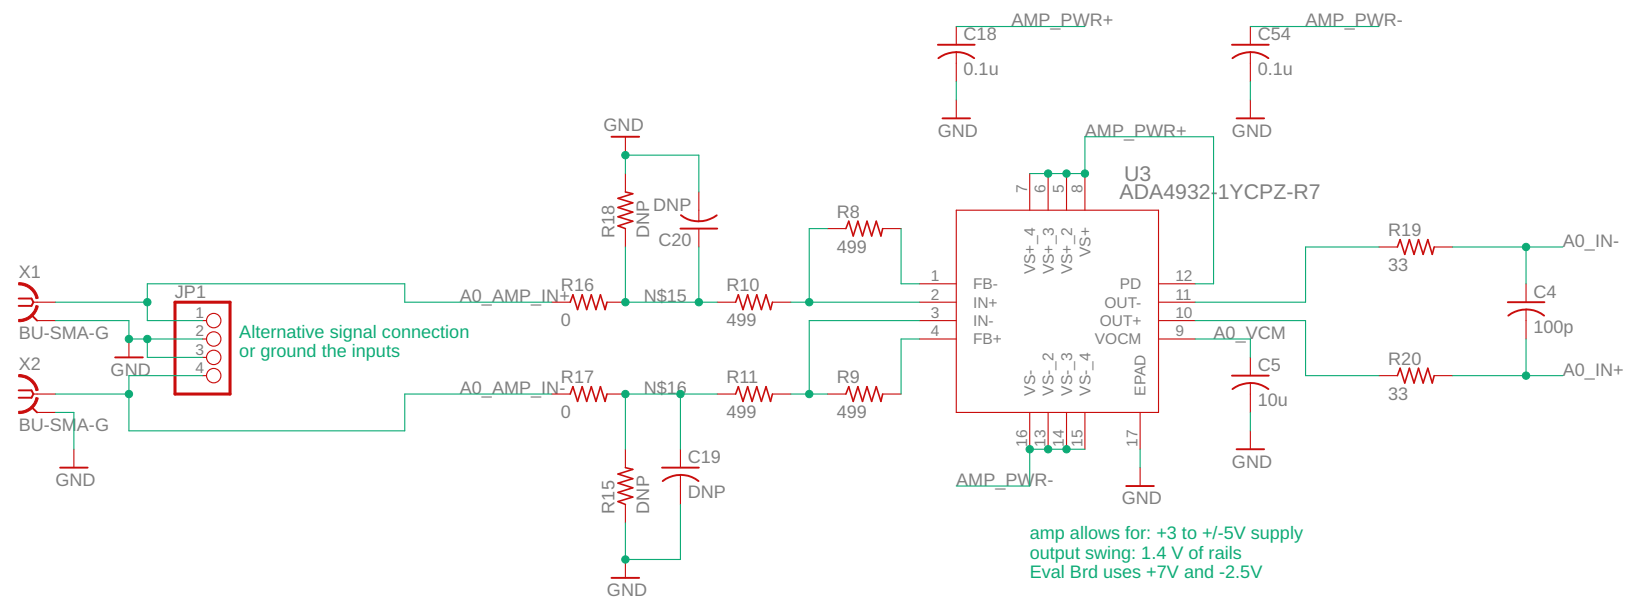 AMP_PWR+
C18
0.1u
GND
AMP_PWR-
C54
0.1u
GND
GND
R18
DNP
DNP
C20
R8
499
AMP_PWR+
U3
ADA4932-1YCPZ-R7
7
6
5
8
VS+_4
VS+_3
VS+_2
VS+
R19
33
A0_IN-
X1
BU-SMA-G
JP1
1
2
3
4
Alternative signal connection
or ground the inputs
GND
X2
BU-SMA-G
GND
A0_AMP_IN+
R16
0
N$15
R10
499
1
2
3
4
FB-
IN+
IN-
FB+
PD
OUT-
OUT+
VOCM
12
11
10
9
A0_VCM
C4
100p
A0_AMP_IN-
R17
0
N$16
R11
499
R9
499
VS-
VS-_2
VS-_3
VS-_4
EPAD
C5
10u
GND
R20
33
A0_IN+
16
13
14
15
17
R15
DNP
C19
DNP
GND
AMP_PWR-
GND
amp allows for: +3 to +/-5V supply
output swing: 1.4 V of rails
Eval Brd uses +7V and -2.5V